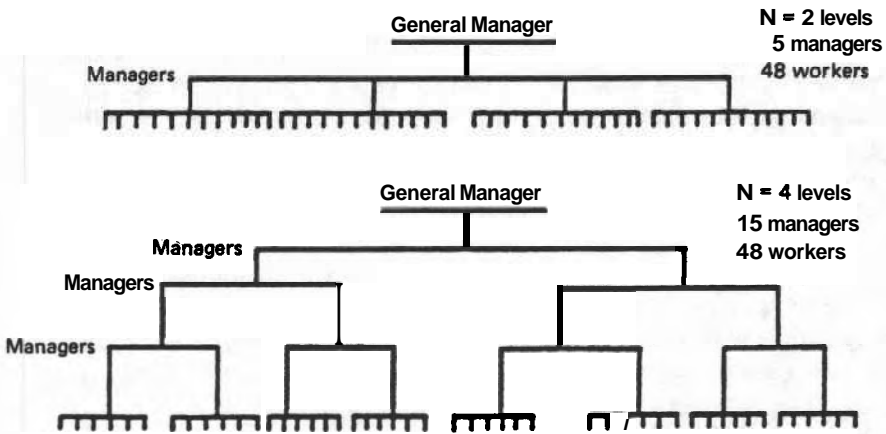 General Manager
N = 2 levels
5 managers
48 workers
Managers
General Manager
N = 4 levels
15 managers
48 workers
Managers
Managers
Managers